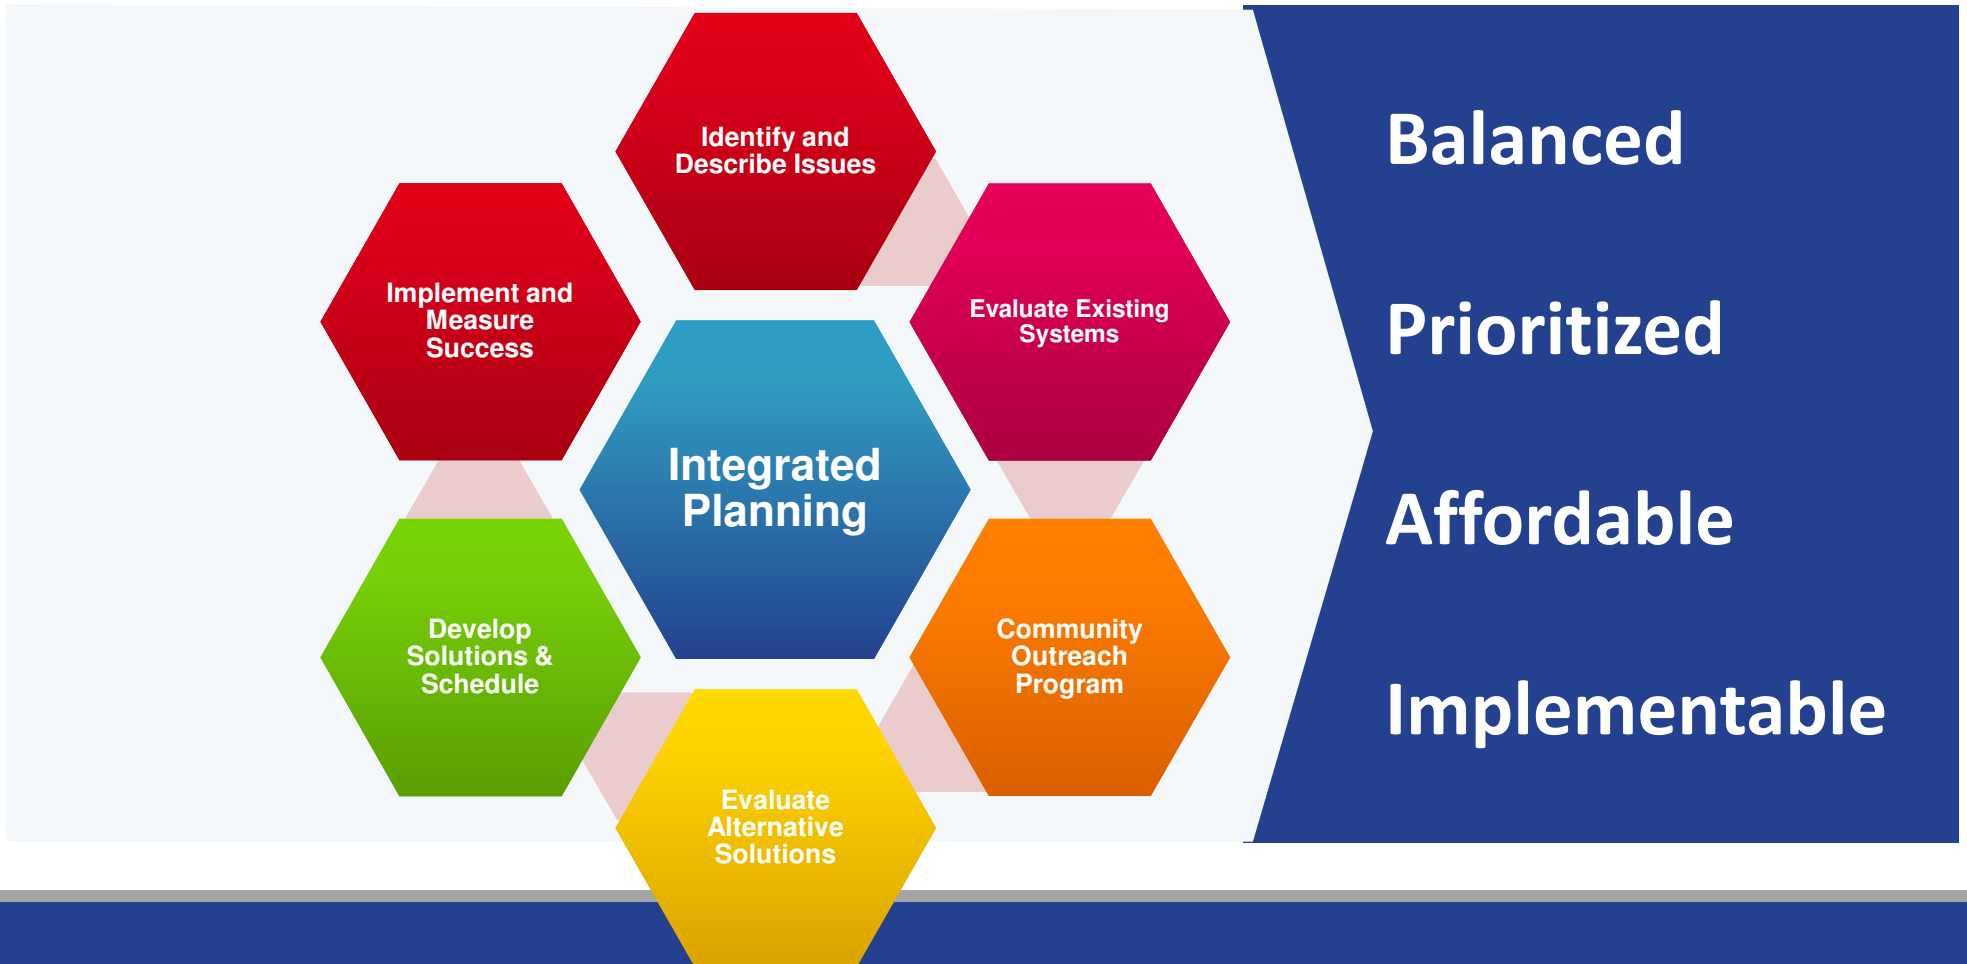 Identify and
Describe Issues
Evaluate Existing
Systems
Community
Outreach
Program
Evaluate
Alternative
Solutions
Develop
Solutions &
Schedule
Implement and
Measure
Success
Integrated
Planning
Balanced
Prioritized
Affordable
Implementable